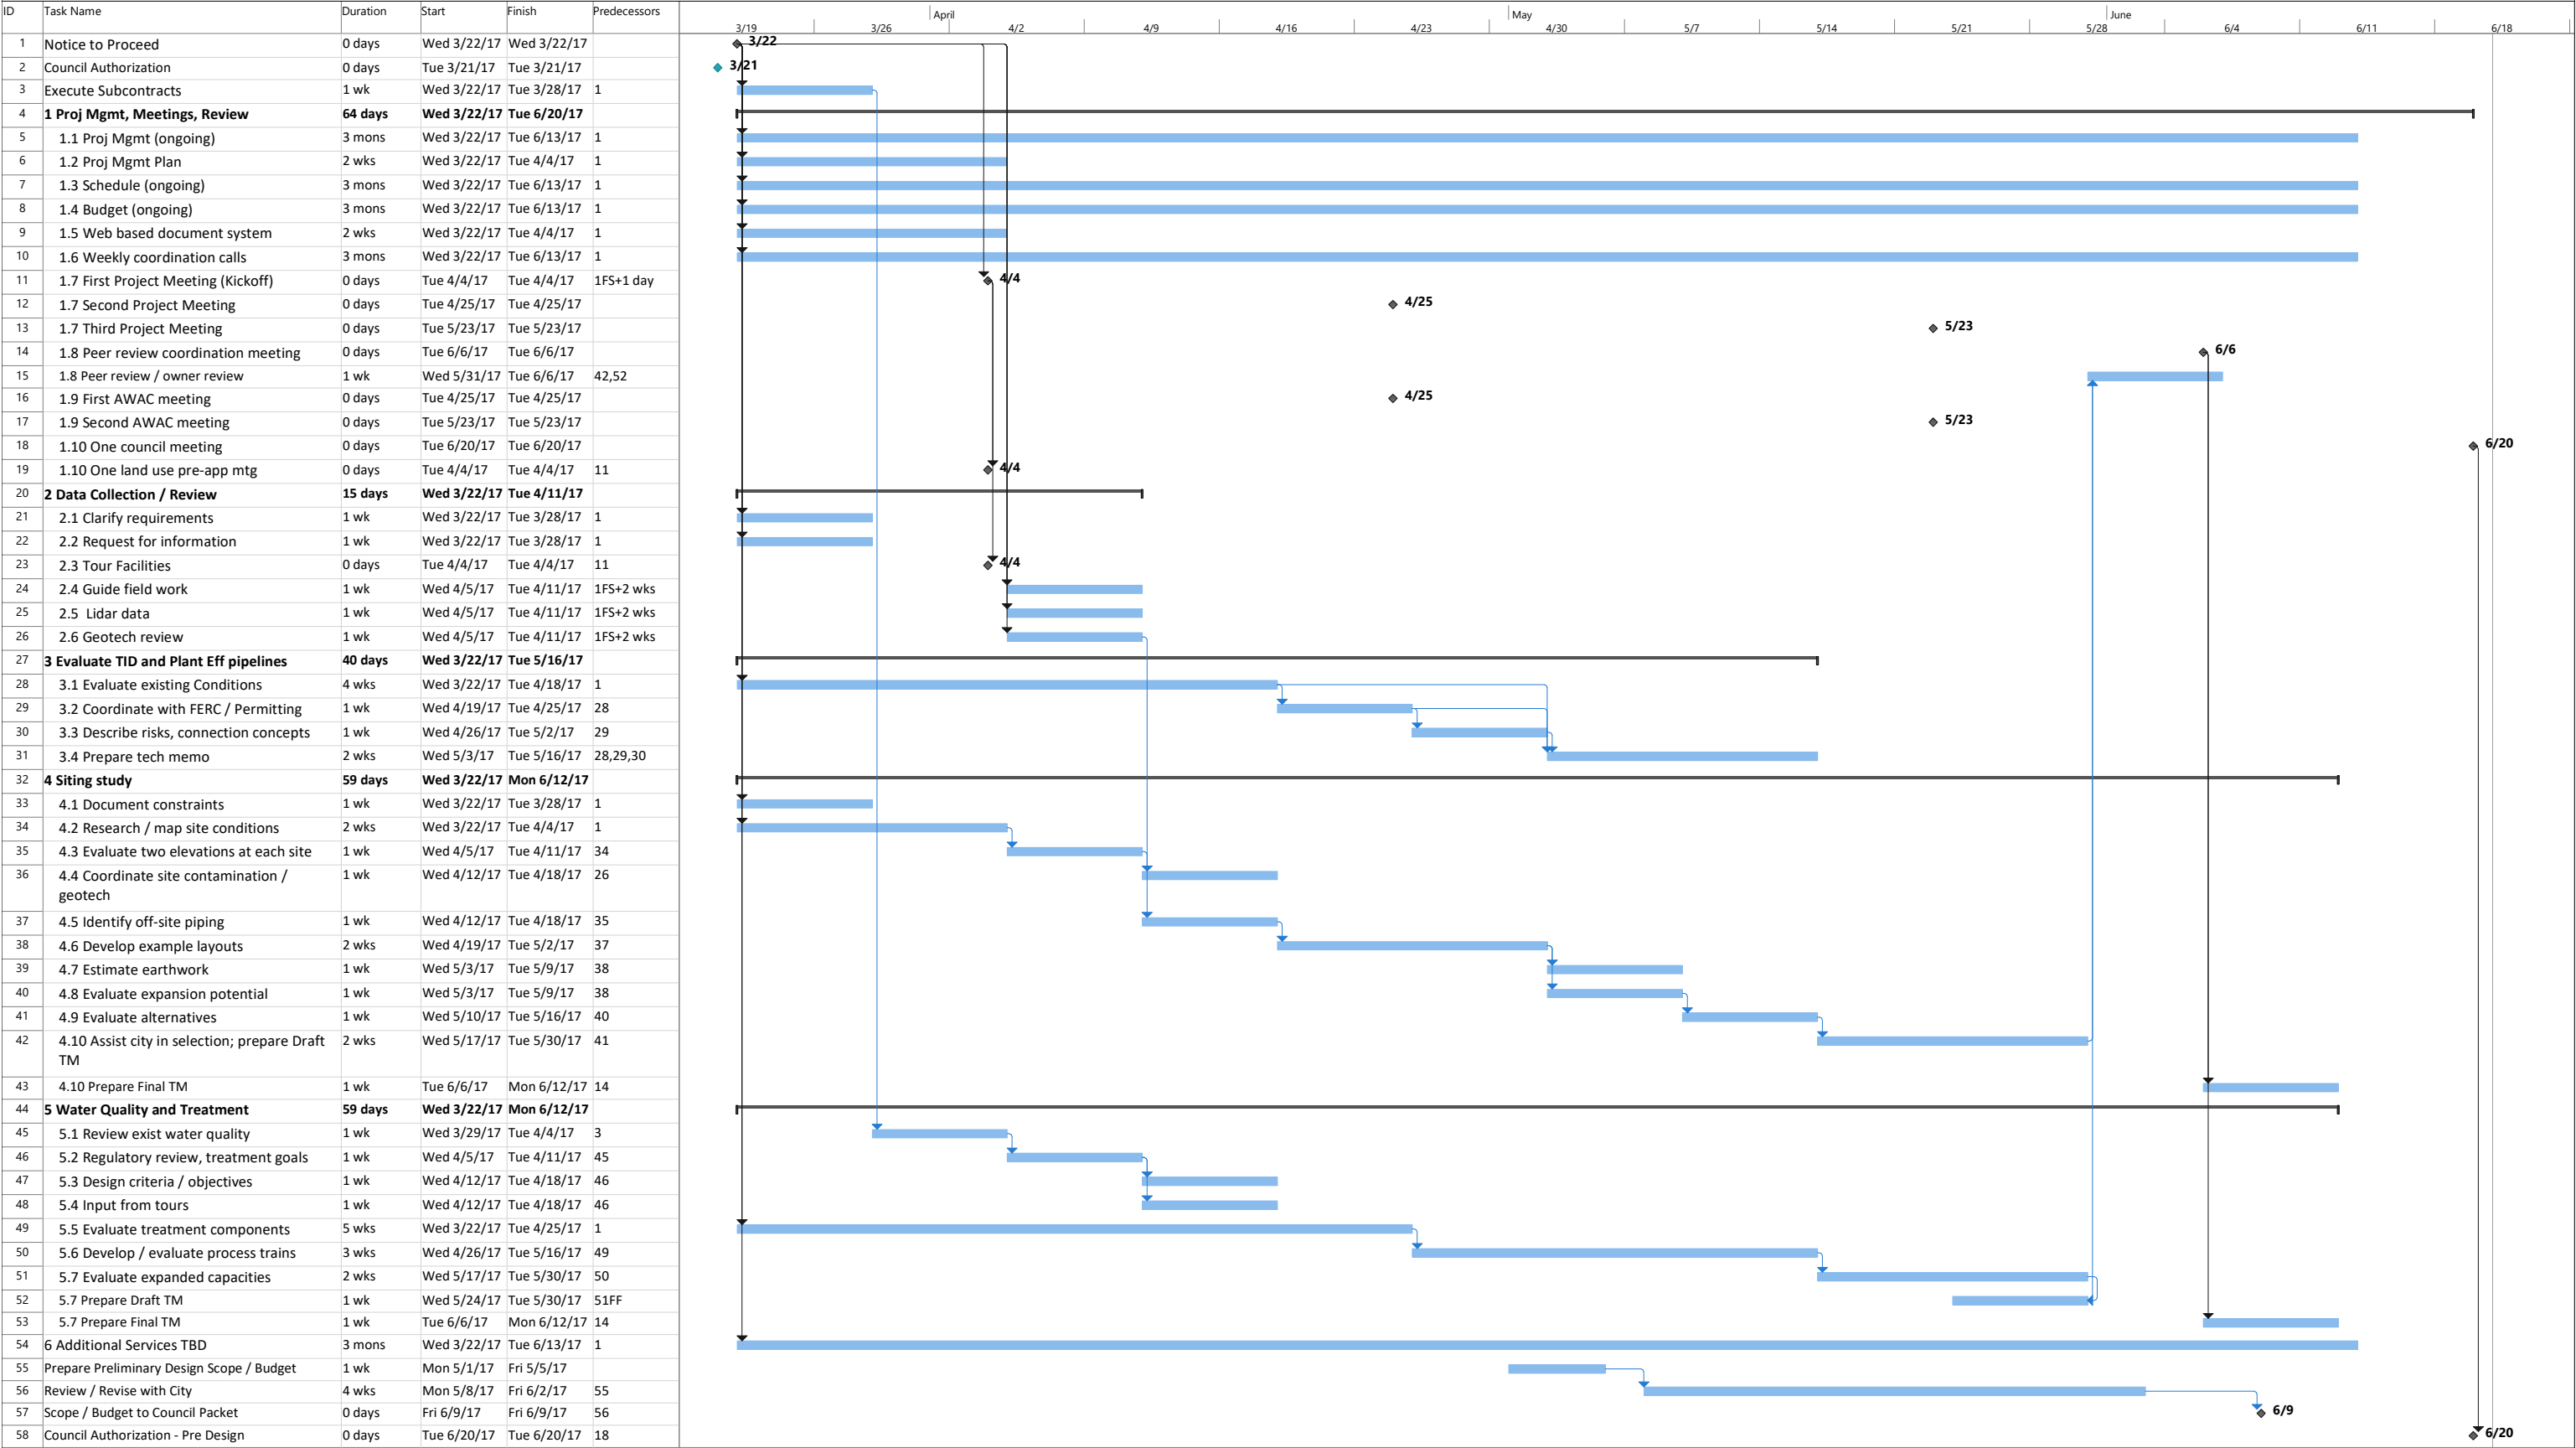 ID Task Name Duration Start Finish Predecessors April May June
3/19 3/26 4/2 4/9 4/16 4/23 4/30 5/7 5/14 5/21 5/28 6/4 6/11 6/18
1 Notice to Proceed 0 days Wed 3/22/17 Wed 3/22/17 3/22
2 Council Authorization 0 days Tue 3/21/17 Tue 3/21/17 3/21
3 Execute Subcontracts 1 wk Wed 3/22/17 Tue 3/28/17 1
4 1 Proj Mgmt, Meetings, Review 64 days Wed 3/22/17 Tue 6/20/17
5 1.1 Proj Mgmt (ongoing) 3 mons Wed 3/22/17 Tue 6/13/17 1
6 1.2 Proj Mgmt Plan 2 wks Wed 3/22/17 Tue 4/4/17 1
7 1.3 Schedule (ongoing) 3 mons Wed 3/22/17 Tue 6/13/17 1
8 1.4 Budget (ongoing) 3 mons Wed 3/22/17 Tue 6/13/17 1
9 1.5 Web based document system 2 wks Wed 3/22/17 Tue 4/4/17 1
10 1.6 Weekly coordination calls 3 mons Wed 3/22/17 Tue 6/13/17 1
11 1.7 First Project Meeting (Kickoff) 0 days Tue 4/4/17 Tue 4/4/17 1FS+1 day 4/4
12 1.7 Second Project Meeting 0 days Tue 4/25/17 Tue 4/25/17 4/25
13 1.7 Third Project Meeting 0 days Tue 5/23/17 Tue 5/23/17 5/23
14 1.8 Peer review coordination meeting 0 days Tue 6/6/17 Tue 6/6/17 6/6
15 1.8 Peer review / owner review 1 wk Wed 5/31/17 Tue 6/6/17 42,52
16 1.9 First AWAC meeting 0 days Tue 4/25/17 Tue 4/25/17 4/25
17 1.9 Second AWAC meeting 0 days Tue 5/23/17 Tue 5/23/17 5/23
18 1.10 One council meeting 0 days Tue 6/20/17 Tue 6/20/17 6/20
19 1.10 One land use pre-app mtg 0 days Tue 4/4/17 Tue 4/4/17 11 4/4
20 2 Data Collection / Review 15 days Wed 3/22/17 Tue 4/11/17
21 2.1 Clarify requirements 1 wk Wed 3/22/17 Tue 3/28/17 1
22 2.2 Request for information 1 wk Wed 3/22/17 Tue 3/28/17 1
23 2.3 Tour Facilities 0 days Tue 4/4/17 Tue 4/4/17 11 4/4
24 2.4 Guide field work 1 wk Wed 4/5/17 Tue 4/11/17 1FS+2 wks
25 2.5 Lidar data 1 wk Wed 4/5/17 Tue 4/11/17 1FS+2 wks
26 2.6 Geotech review 1 wk Wed 4/5/17 Tue 4/11/17 1FS+2 wks
27 3 Evaluate TID and Plant Eff pipelines 40 days Wed 3/22/17 Tue 5/16/17
28 3.1 Evaluate existing Conditions 4 wks Wed 3/22/17 Tue 4/18/17 1
29 3.2 Coordinate with FERC / Permitting 1 wk Wed 4/19/17 Tue 4/25/17 28
30 3.3 Describe risks, connection concepts 1 wk Wed 4/26/17 Tue 5/2/17 29
31 3.4 Prepare tech memo 2 wks Wed 5/3/17 Tue 5/16/17 28,29,30
32 4 Siting study 59 days Wed 3/22/17 Mon 6/12/17
33 4.1 Document constraints 1 wk Wed 3/22/17 Tue 3/28/17 1
34 4.2 Research / map site conditions 2 wks Wed 3/22/17 Tue 4/4/17 1
35 4.3 Evaluate two elevations at each site 1 wk Wed 4/5/17 Tue 4/11/17 34
36 4.4 Coordinate site contamination / 1 wk Wed 4/12/17 Tue 4/18/17 26
geotech
37 4.5 Identify off-site piping 1 wk Wed 4/12/17 Tue 4/18/17 35
38 4.6 Develop example layouts 2 wks Wed 4/19/17 Tue 5/2/17 37
39 4.7 Estimate earthwork 1 wk Wed 5/3/17 Tue 5/9/17 38
40 4.8 Evaluate expansion potential 1 wk Wed 5/3/17 Tue 5/9/17 38
41 4.9 Evaluate alternatives 1 wk Wed 5/10/17 Tue 5/16/17 40
42 4.10 Assist city in selection; prepare Draft 2 wks Wed 5/17/17 Tue 5/30/17 41
TM
43 4.10 Prepare Final TM 1 wk Tue 6/6/17 Mon 6/12/17 14
44 5 Water Quality and Treatment 59 days Wed 3/22/17 Mon 6/12/17
45 5.1 Review exist water quality 1 wk Wed 3/29/17 Tue 4/4/17 3
46 5.2 Regulatory review, treatment goals 1 wk Wed 4/5/17 Tue 4/11/17 45
47 5.3 Design criteria / objectives 1 wk Wed 4/12/17 Tue 4/18/17 46
48 5.4 Input from tours 1 wk Wed 4/12/17 Tue 4/18/17 46
49 5.5 Evaluate treatment components 5 wks Wed 3/22/17 Tue 4/25/17 1
50 5.6 Develop / evaluate process trains 3 wks Wed 4/26/17 Tue 5/16/17 49
51 5.7 Evaluate expanded capacities 2 wks Wed 5/17/17 Tue 5/30/17 50
52 5.7 Prepare Draft TM 1 wk Wed 5/24/17 Tue 5/30/17 51FF
53 5.7 Prepare Final TM 1 wk Tue 6/6/17 Mon 6/12/17 14
54 6 Additional Services TBD 3 mons Wed 3/22/17 Tue 6/13/17 1
55 Prepare Preliminary Design Scope / Budget 1 wk Mon 5/1/17 Fri 5/5/17
56 Review / Revise with City 4 wks Mon 5/8/17 Fri 6/2/17 55
57 Scope / Budget to Council Packet 0 days Fri 6/9/17 Fri 6/9/17 56 6/9
58 Council Authorization - Pre Design 0 days Tue 6/20/17 Tue 6/20/17 18 6/20